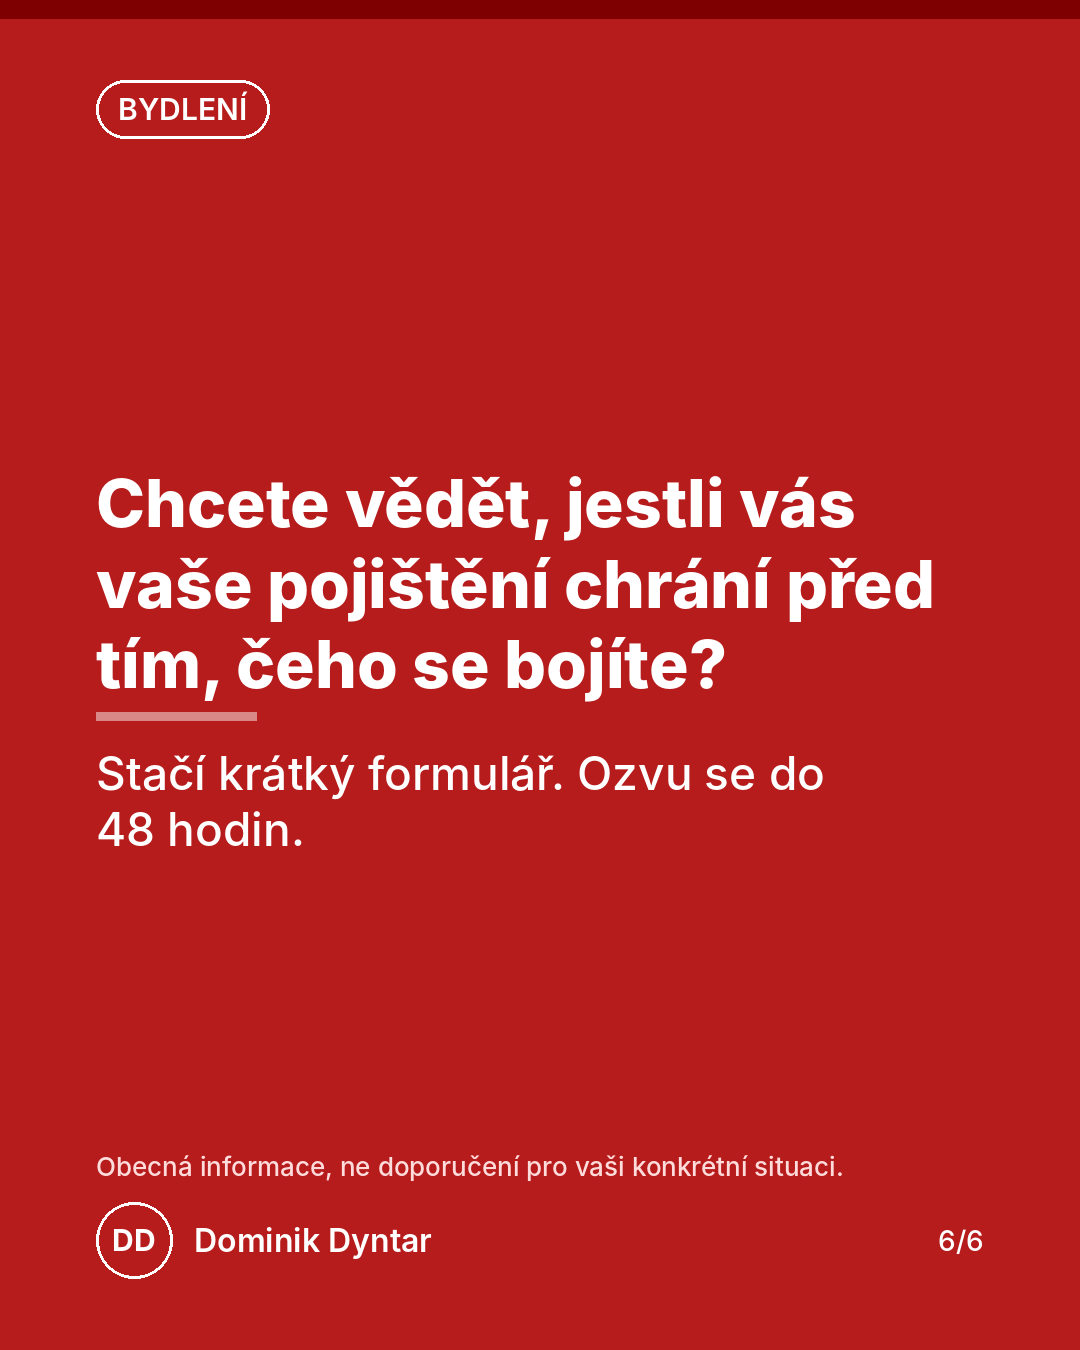 BYDLENÍ
Chcete vědět, jestli vás
vaše pojištění chrání před
tím, čeho se bojíte?
Stačí krátký formulář. Ozvu se do
48 hodin.
Obecná informace, ne doporučení pro vaši konkrétní situaci.
DD Dominik Dyntar 6/6